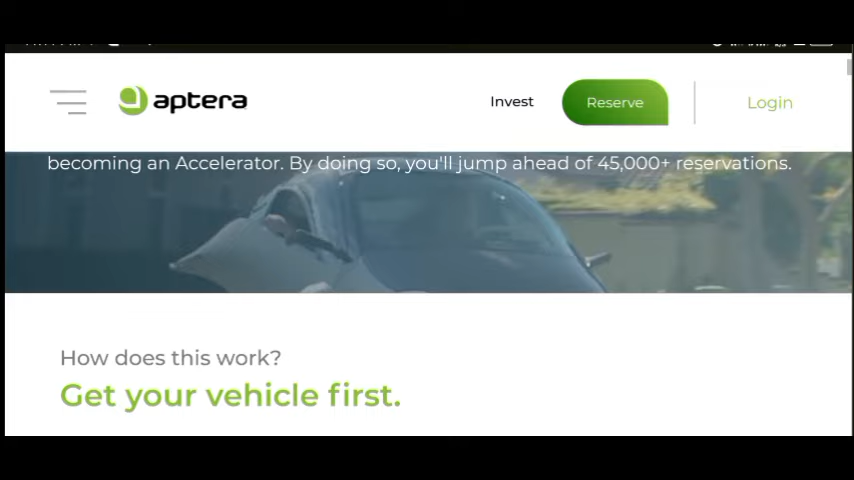 aptera
Invest
Reserve
Login
becoming an Accelerator. By doing so, you'll jump ahead of 45,000+ reservations.
How does this work?
Get your vehicle first.